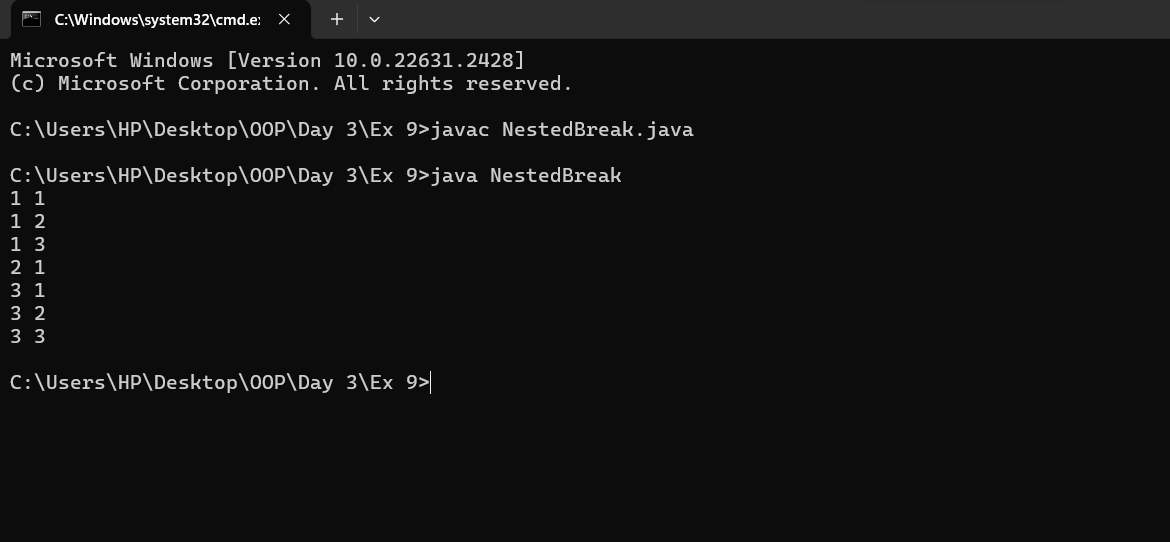 C:\Windows\system32\cmd.e
Microsoft Windows [Version 10.0.22631.2428]
(c) Microsoft Corporation. All rights reserved.
C:\Users\HP\Desktop\OOP\Day 3\Ex 9>javac NestedBreak.java
C:\Users\HP\Desktop\OOP\Day 3\Ex 9>java NestedBreak
1 1
1 2
1 3
2 1
3 1
3 2
3 3
C:\Users\HP\Desktop\OOP\Day 3\Ex 9>